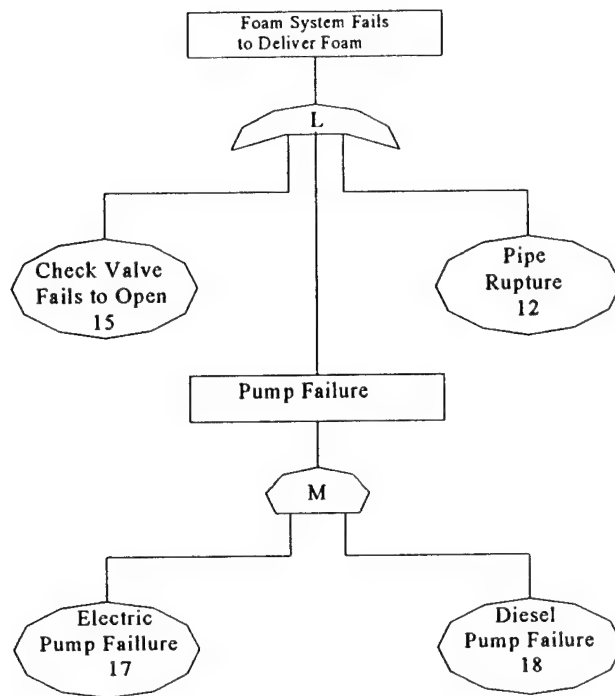 Foam System Fails
to Deliver Foam
L
Check Valve
Fails to Open
15
Pipe
Rupture
12
Pump Failure
M
Electric
Pump Faillure
17
Diesel
Pump Failure
18